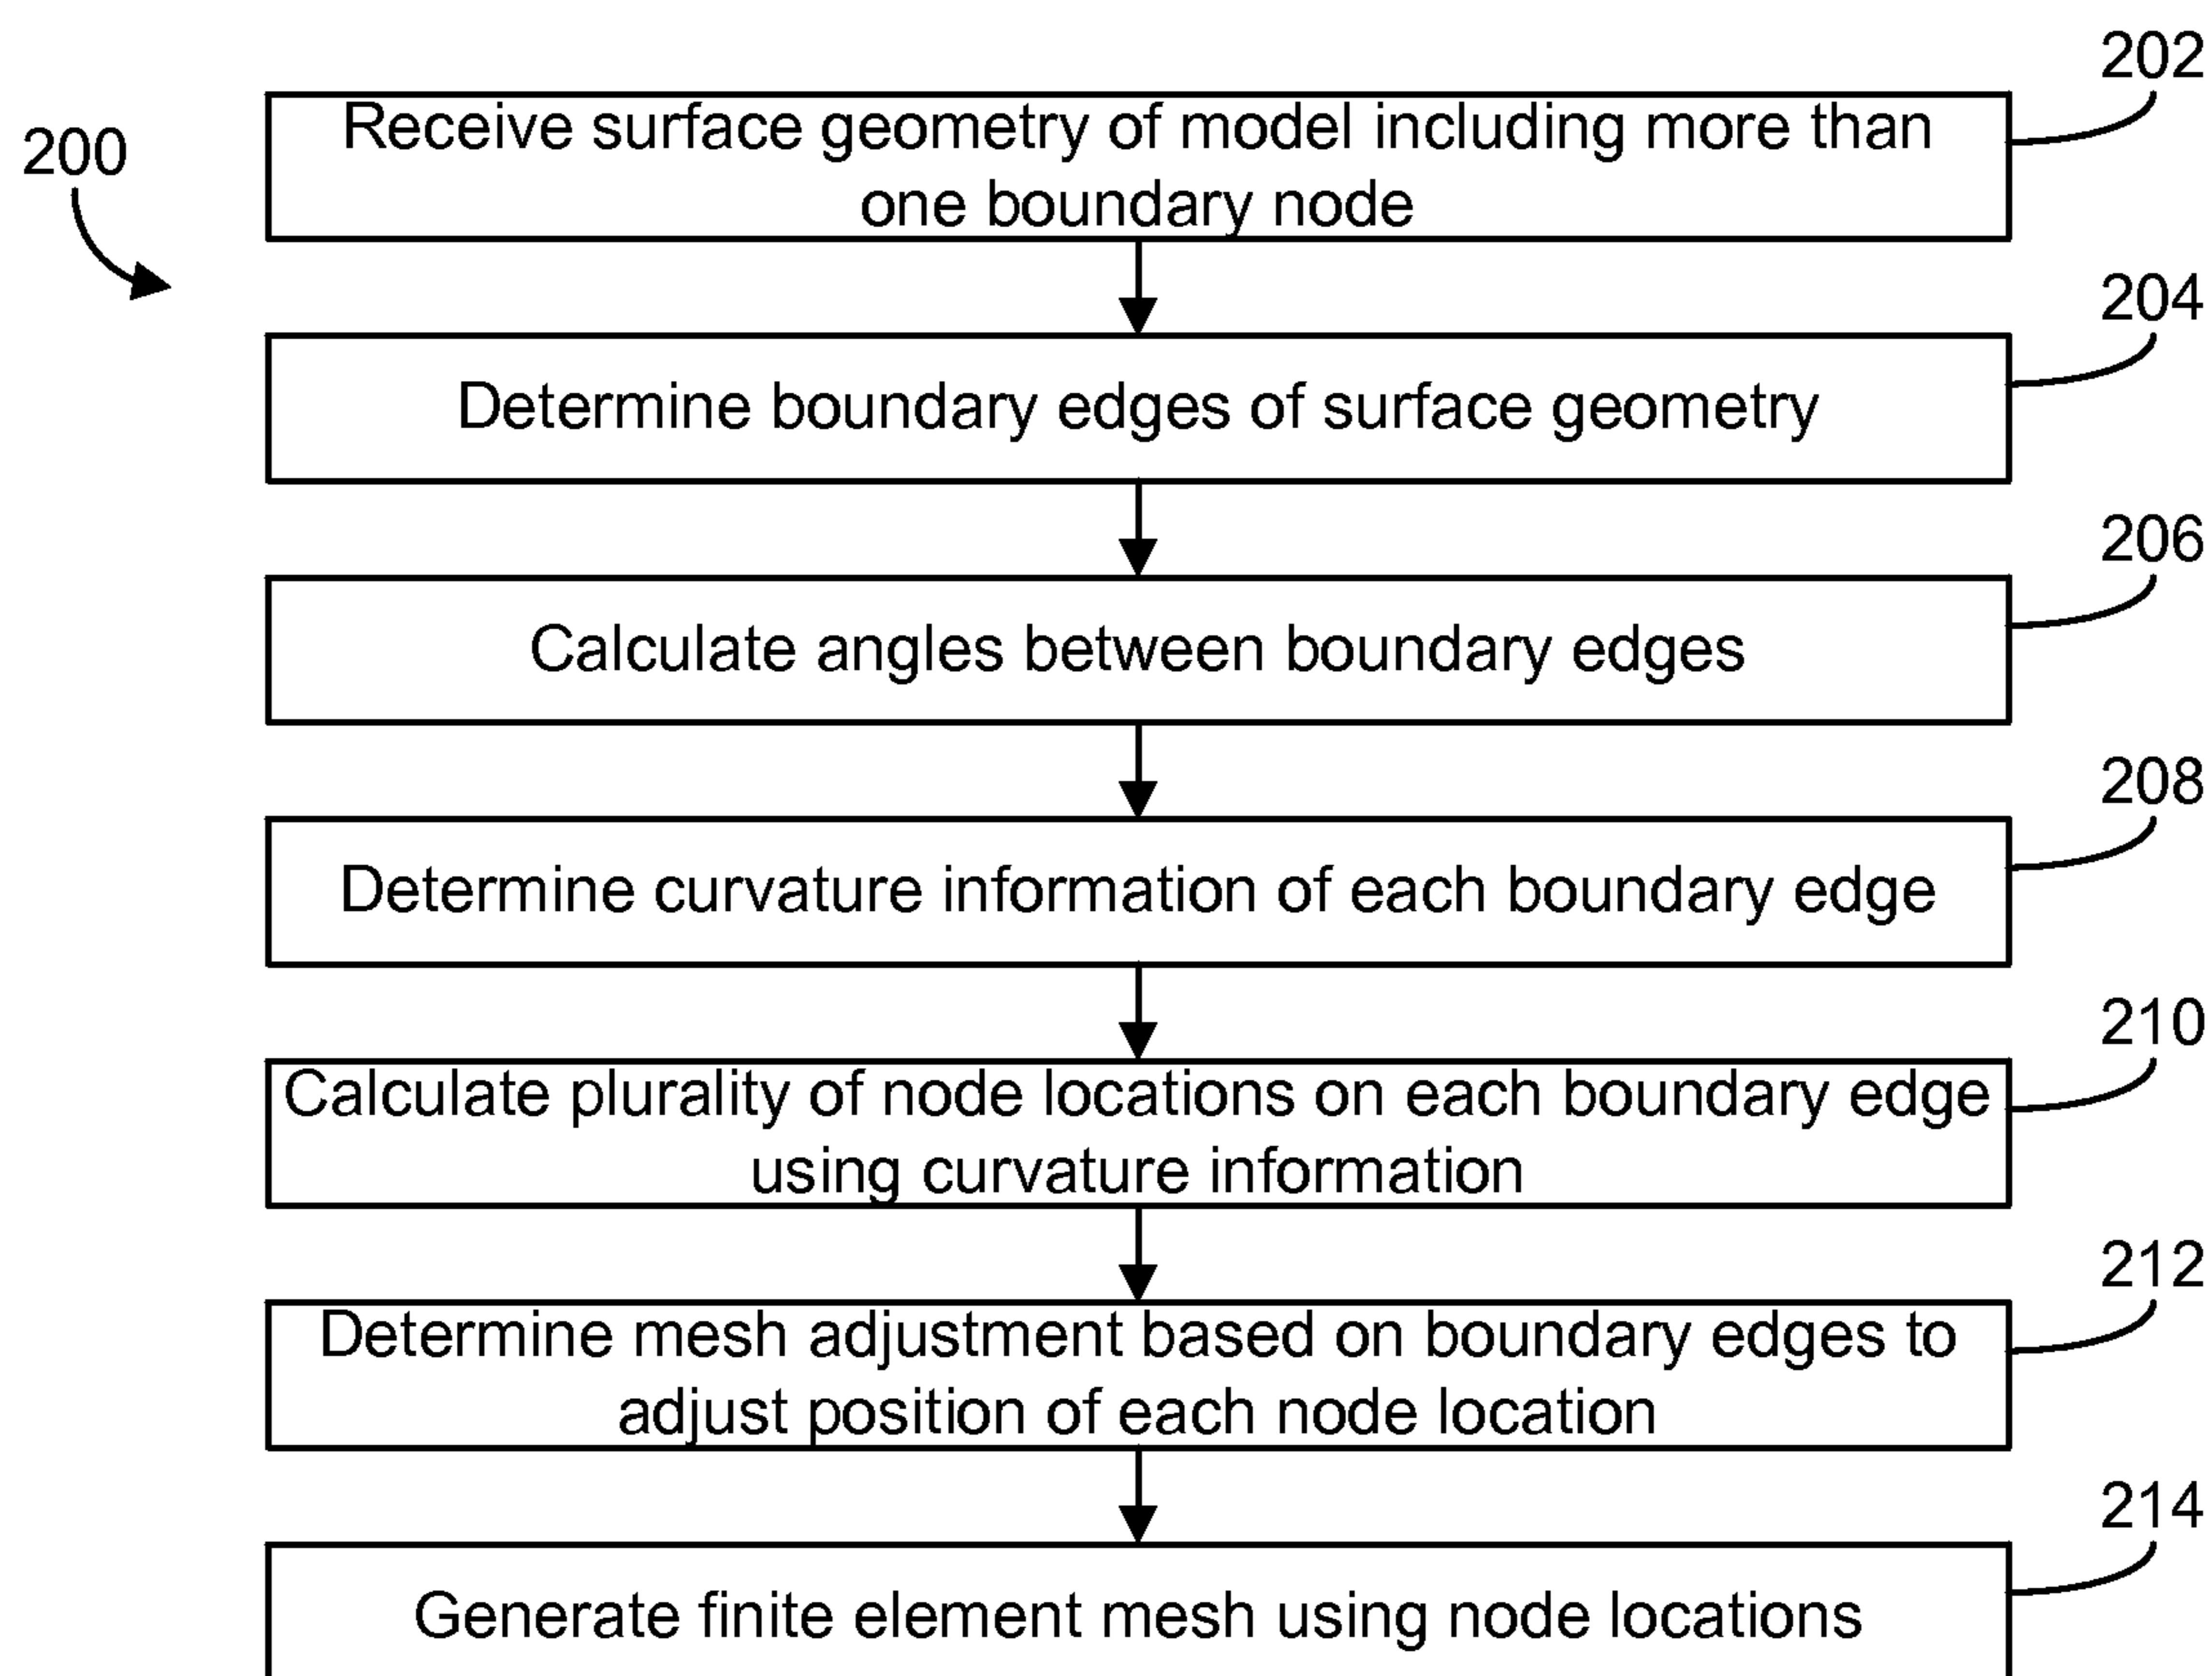 202
Receive surface geometry of model including more than
one boundary node
200
204
Determine boundary edges of surface geometry
206
Calculate angles between boundary edges
208
Determine curvature information of each boundary edge
210
Calculate plurality of node locations on each boundary edge
using curvature information
212
Determine mesh adjustment based on boundary edges to
adjust position of each node location
214
Generate finite element mesh using node locations